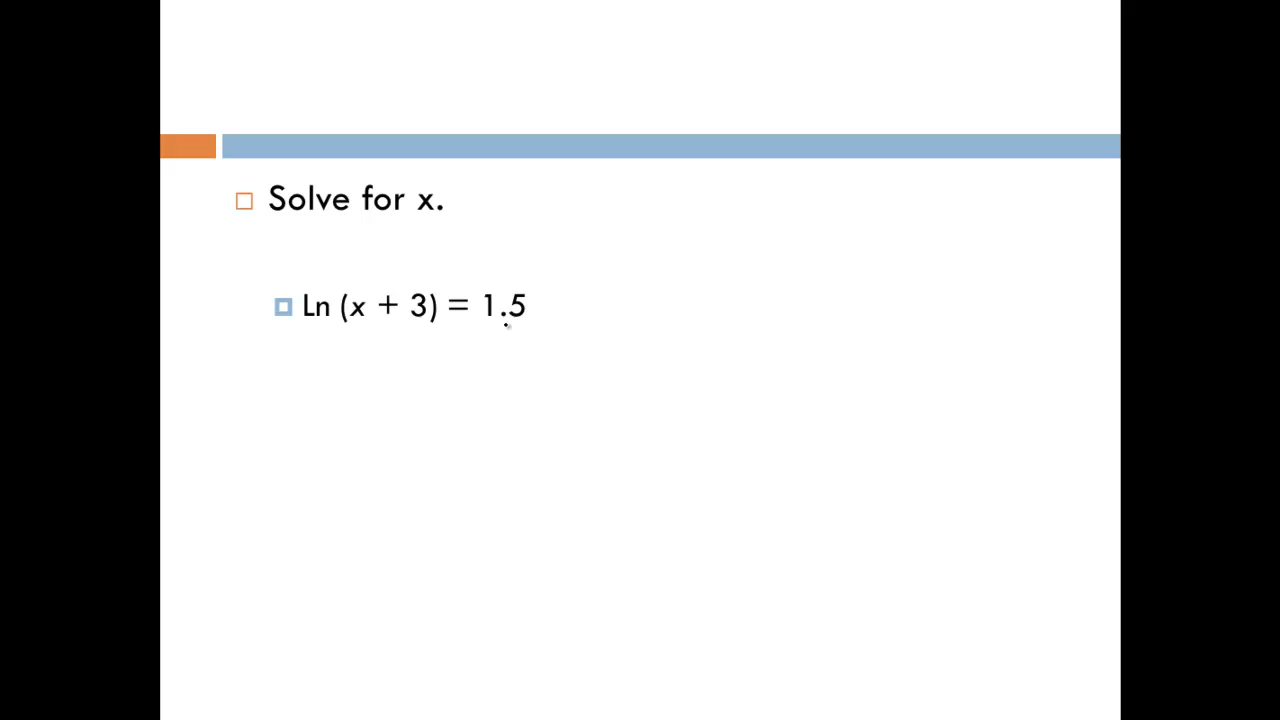 Solve for x.
Ln (x + 3) = 1.5